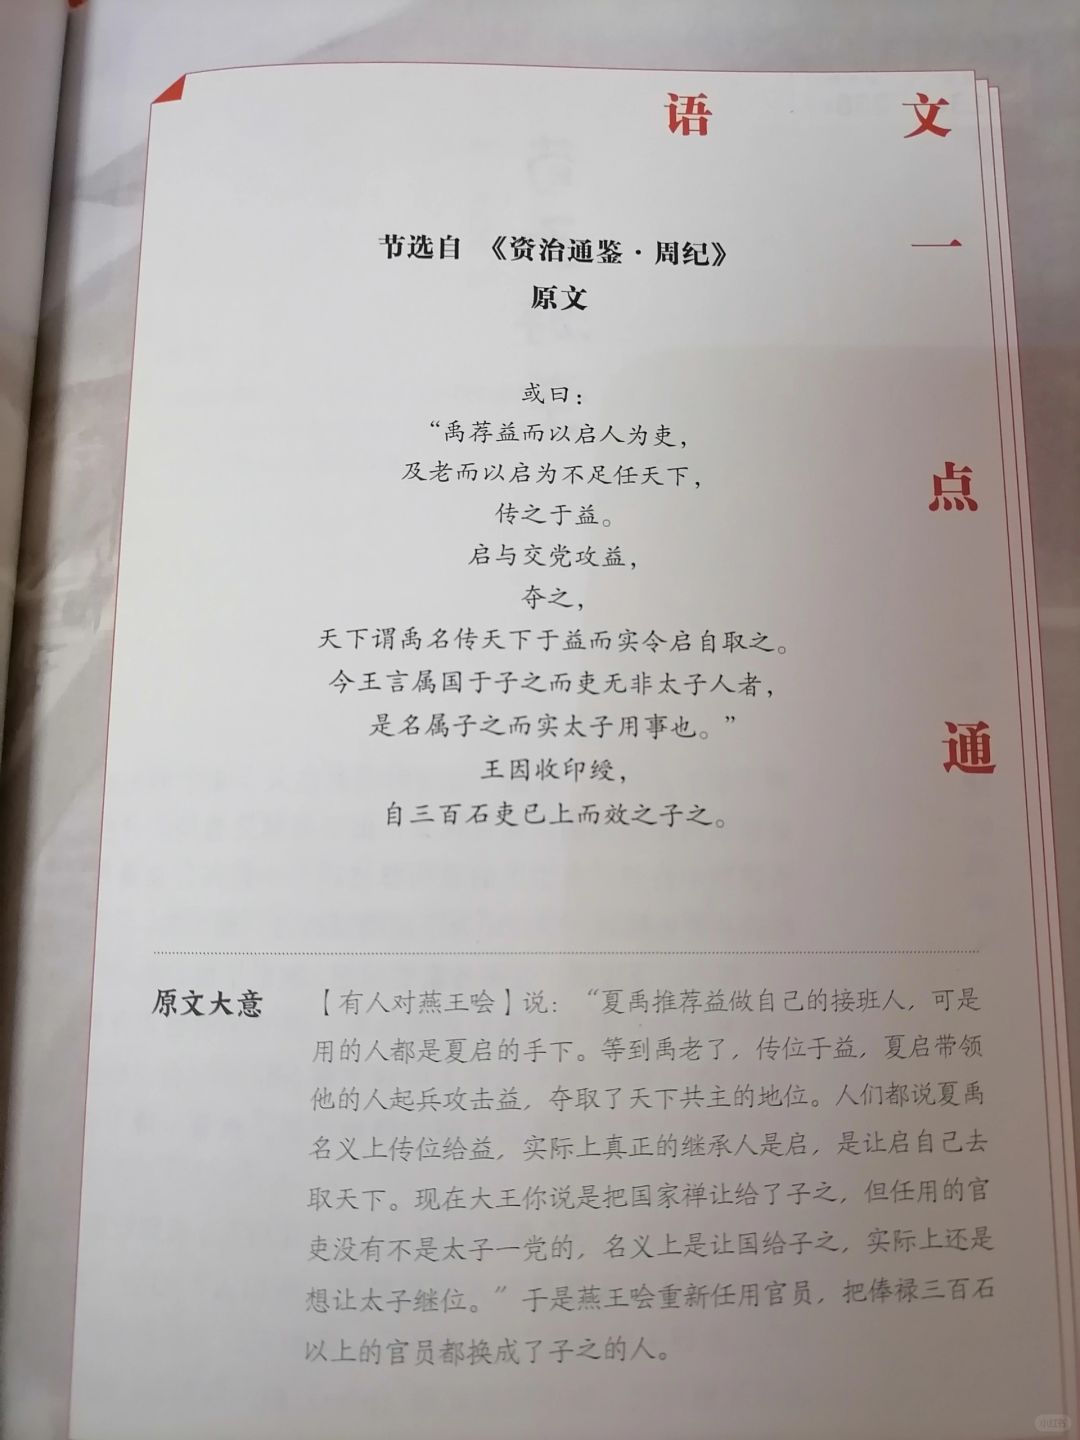 语文一点通
节选自 《资治通鉴·周纪》
原文
或曰：
“禹荐益而以启人为吏，
及老而以启为不足任天下，
传之于益。
启与交党攻益，
夺之，
天下谓禹名传天下于益而实令启自取之。
今王言属国于子之而吏无非太子人者，
是名属子之而实太子用事也。”
王因收印绶，
自三百石吏已上而效之子之。
原文大意
【有人对燕王哙】说：“夏禹推荐益做自己的接班人，可是
用的人都是夏启的手下。等到禹老了，传位于益，夏启带领
他的人起兵攻击益，夺取了天下共主的地位。人们都说夏禹
名义上传位给益，实际上真正的继承人是启，是让启自己去
取天下。现在大王你说是把国家禅让给了子之，但任用的官
吏没有不是太子一党的，名义上是让国给子之，实际上还是
想让太子继位。”于是燕王哙重新任用官员，把俸禄三百石
以上的官员都换成了子之的人。
小红书